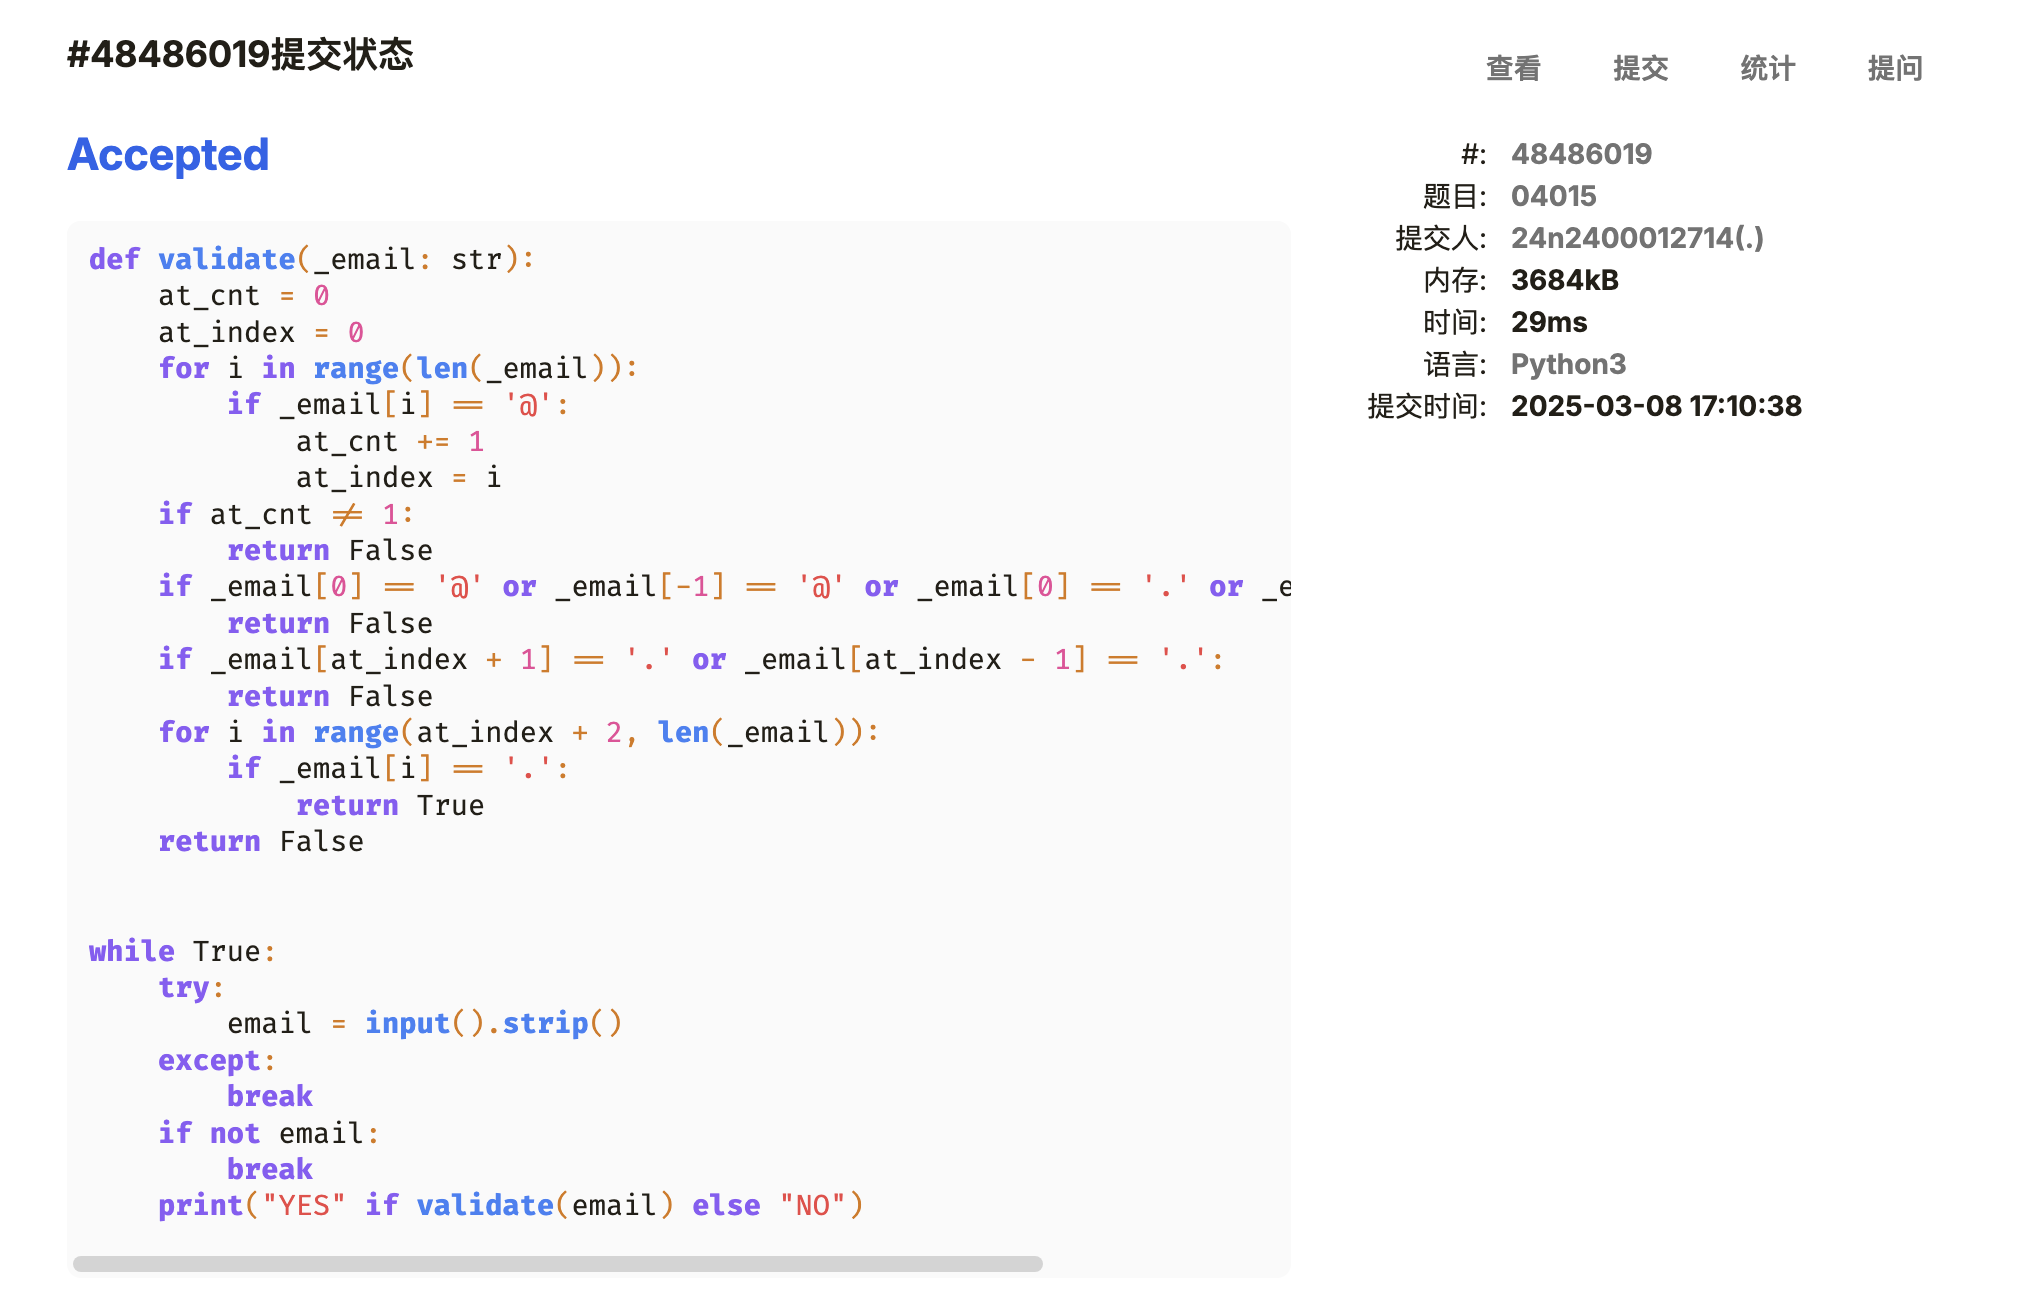 #48486019提交状态
查看 提交 统计 提问
Accepted
def validate(_email: str):
    at_cnt = 0
    at_index = 0
    for i in range(len(_email)):
        if _email[i] == '@':
            at_cnt += 1
            at_index = i
    if at_cnt != 1:
        return False
    if _email[0] == '@' or _email[-1] == '@' or _email[0] == '.' or _e
        return False
    if _email[at_index + 1] == '.' or _email[at_index - 1] == '.':
        return False
    for i in range(at_index + 2, len(_email)):
        if _email[i] == '.':
            return True
    return False
while True:
    try:
        email = input().strip()
    except:
        break
    if not email:
        break
    print("YES" if validate(email) else "NO")
#: 48486019
题目: 04015
提交人: 24n2400012714(.)
内存: 3684kB
时间: 29ms
语言: Python3
提交时间: 2025-03-08 17:10:38